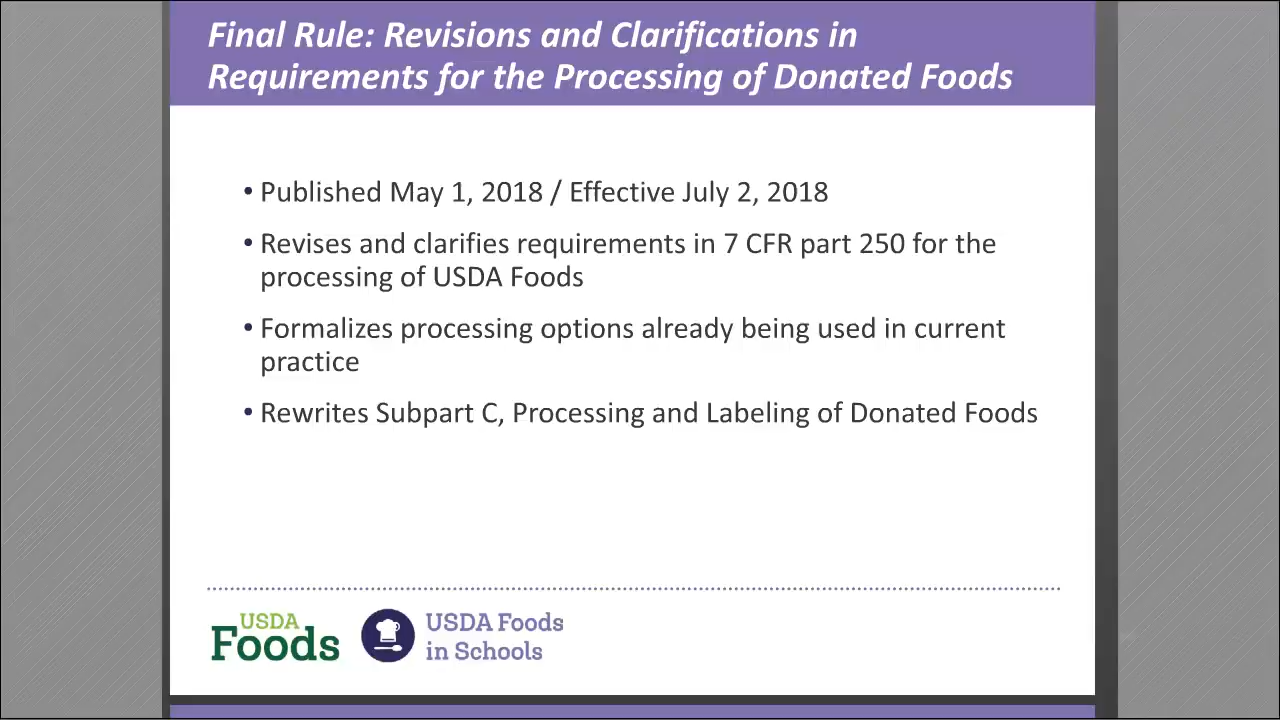 Final Rule: Revisions and Clarifications in
Requirements for the Processing of Donated Foods
• Published May 1, 2018 / Effective July 2, 2018
• Revises and clarifies requirements in 7 CFR part 250 for the
processing of USDA Foods
• Formalizes processing options already being used in current
practice
• Rewrites Subpart C, Processing and Labeling of Donated Foods
USDA
Foods
USDA Foods
in Schools